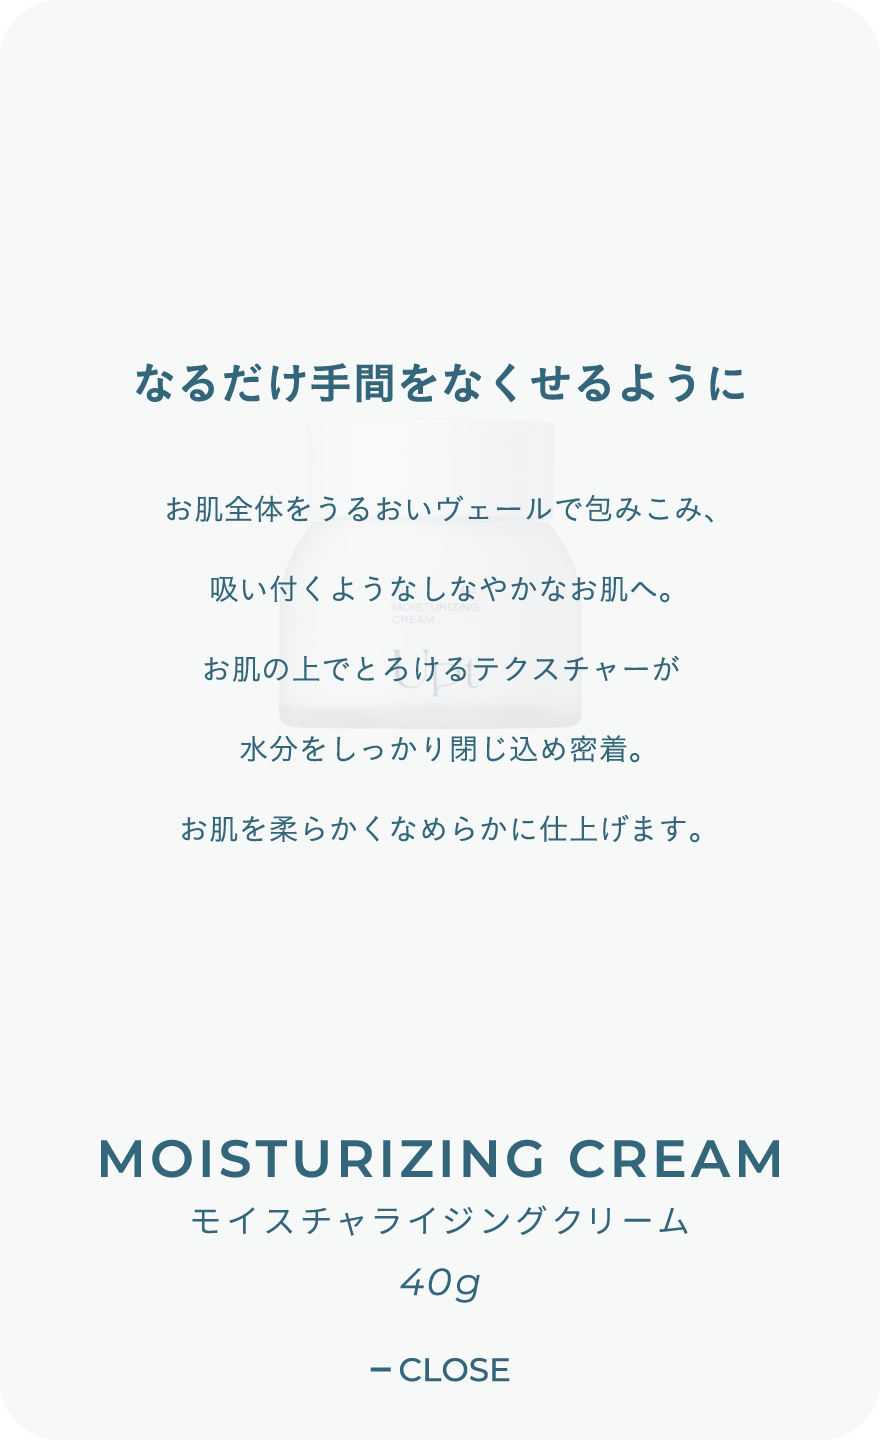 なるだけ手間をなくせるように
お肌全体をうるおいヴェールで包みこみ、
吸い付くようなしなやかなお肌へ。
MOISTURIZING
CREAM
お肌の上でとろけるテクスチャーが
Upt
水分をしっかり閉じ込め密着。
お肌を柔らかくなめらかに仕上げます。
MOISTURIZING CREAM
モイスチャライジングクリーム
40g
− CLOSE